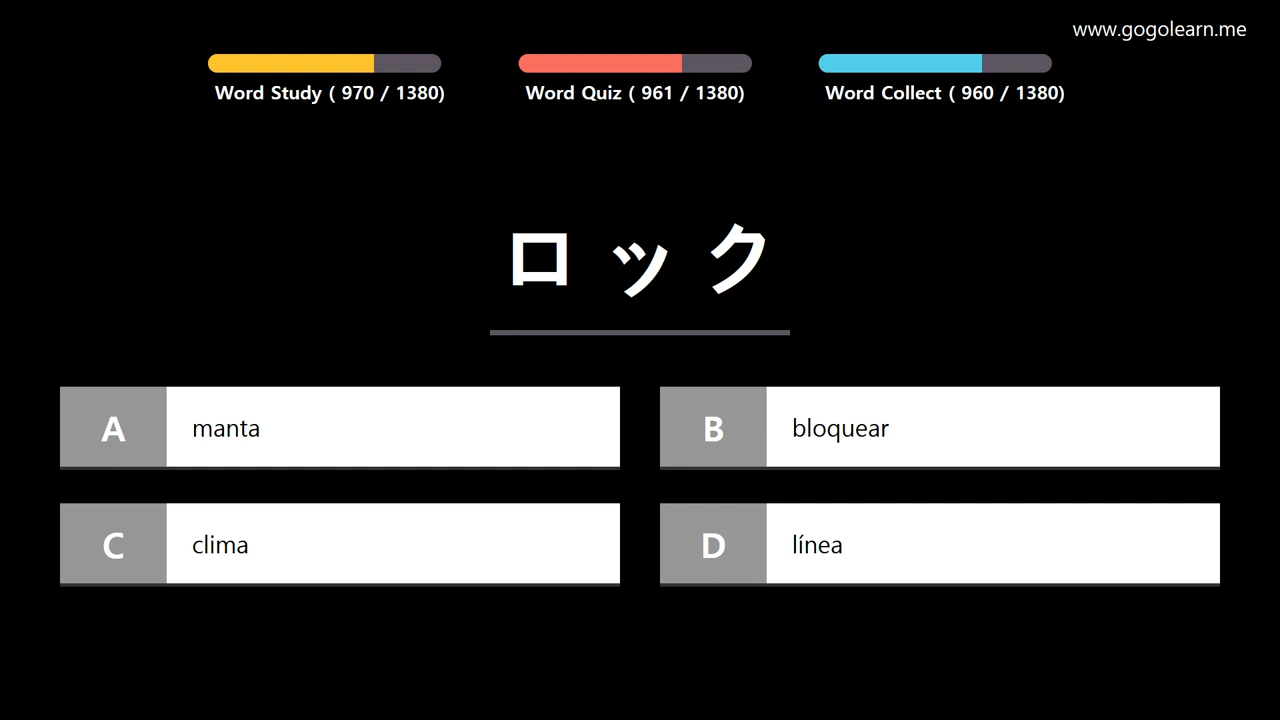 www.gogolearn.me
Word Study ( 970 / 1380)
Word Quiz ( 961 / 1380)
Word Collect ( 960 / 1380)
ロック
A manta
B bloquear
C clima
D línea